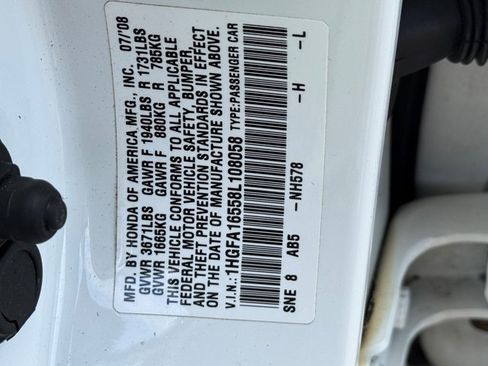 MFD. BY HONDA OF AMERICA MFG., INC. 07/'08
GVWR 3671LBS GAWR F 1940LBS R 1731LBS
GVWR 1665KG GAWR F 880KG R 785KG
THIS VEHICLE CONFORMS TO ALL APPLICABLE
FEDERAL MOTOR VEHICLE SAFETY, BUMPER,
AND THEFT PREVENTION STANDARDS IN EFFECT
ON THE DATE OF MANUFACTURE SHOWN ABOVE.
V.I.N.: 1HGFA16558L108058 TYPE:PASSENGER CAR
SNE 8 AB5 -NH578 -H -L